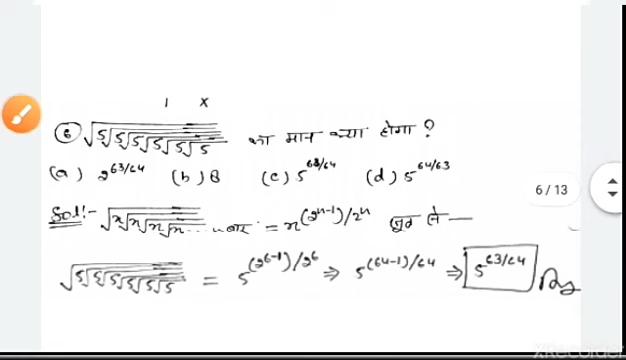 1 x
(6) √5√5√5√5√5√5 का मान क्या होगा ?
(a) 2^63/64 (b) 8 (c) 5^63/64 (d) 5^64/63
6 / 13
Sol:- √x√x√x√x....n बार = x^(2^n-1)/2^n सूत्र से —
√5√5√5√5√5√5 = 5^(2^6-1)/2^6 ⇒ 5^(64-1)/64 ⇒ 5^63/64 Ans
XRecorder